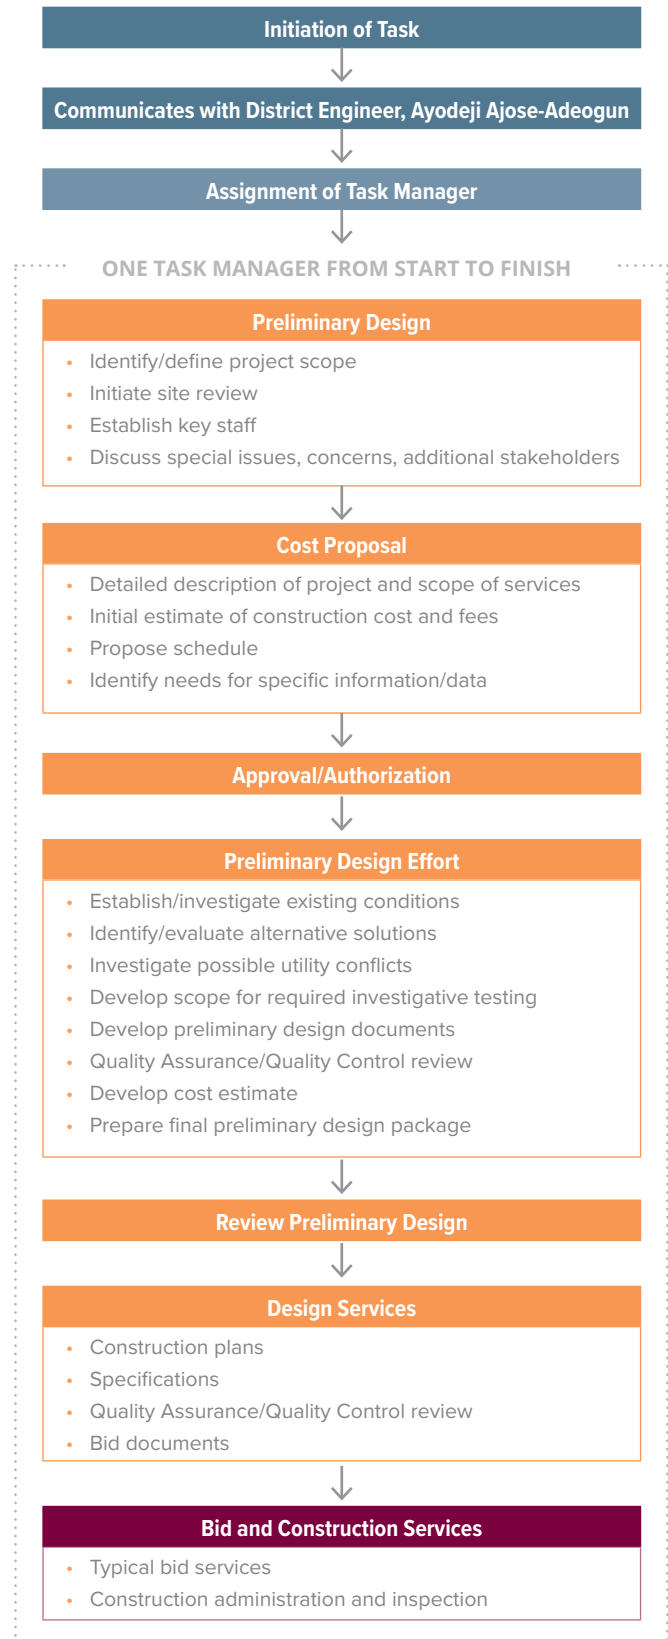 Initiation of Task
Communicates with District Engineer, Ayodeji Ajose-Adeogun
Assignment of Task Manager
ONE TASK MANAGER FROM START TO FINISH
Preliminary Design
• Identify/define project scope
• Initiate site review
• Establish key staff
• Discuss special issues, concerns, additional stakeholders
Cost Proposal
• Detailed description of project and scope of services
• Initial estimate of construction cost and fees
• Propose schedule
• Identify needs for specific information/data
Approval/Authorization
Preliminary Design Effort
• Establish/investigate existing conditions
• Identify/evaluate alternative solutions
• Investigate possible utility conflicts
• Develop scope for required investigative testing
• Develop preliminary design documents
• Quality Assurance/Quality Control review
• Develop cost estimate
• Prepare final preliminary design package
Review Preliminary Design
Design Services
• Construction plans
• Specifications
• Quality Assurance/Quality Control review
• Bid documents
Bid and Construction Services
• Typical bid services
• Construction administration and inspection